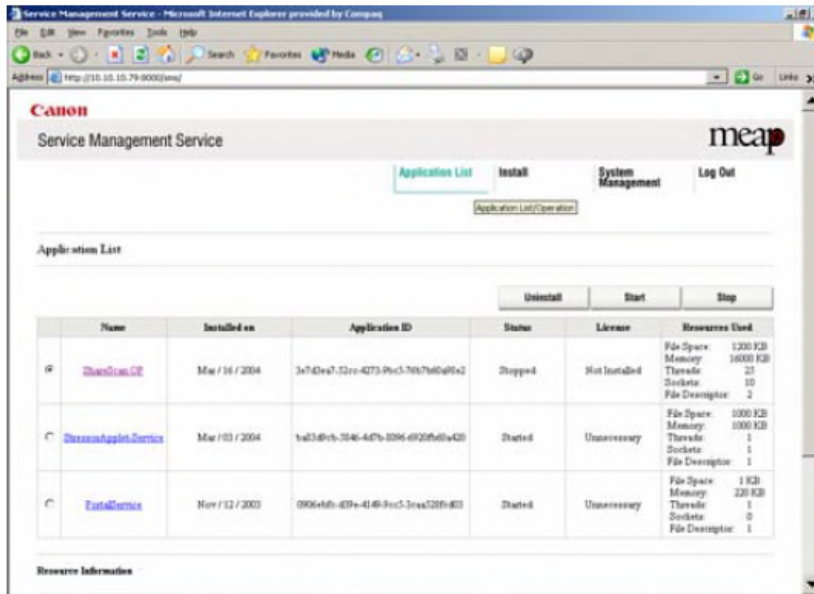 Service Management Service - Microsoft Internet Explorer provided by Compaq
File Edit View Favorites Tools Help
Back Search Favorites Media
Address http://10.10.10.79:8000/sms/ Go Links
Canon
Service Management Service
meap
Application List Install System Management Log Out
Application List/Operation
Application List
Uninstall Start Stop
Name Installed on Application ID Status License Resources Used
ShareScan OP Mar / 16 / 2004 Stopped Not Installed
File Space: 1200 KB
Memory: 16000 KB
Threads: 25
Sockets: 10
File Descriptor: 2
StressorApplet-Service Mar / 03 / 2004 Started Unnecessary
File Space: 1000 KB
Memory: 1000 KB
Threads: 1
Sockets: 1
File Descriptor: 1
PortalService Nov / 12 / 2003 Started Unnecessary
File Space: 1 KB
Memory: 220 KB
Threads: 1
Sockets: 0
File Descriptor: 1
Resource Information